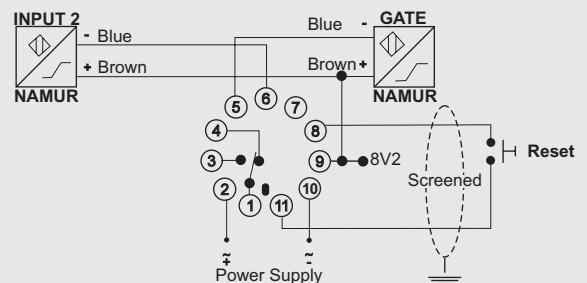 INPUT 2
Blue -
GATE
- Blue
+ Brown
Brown +
NAMUR
NAMUR
5
6
7
4
8
3
9
8V2
Reset
2
10
Screened
1
11
~
+
~
-
Power Supply